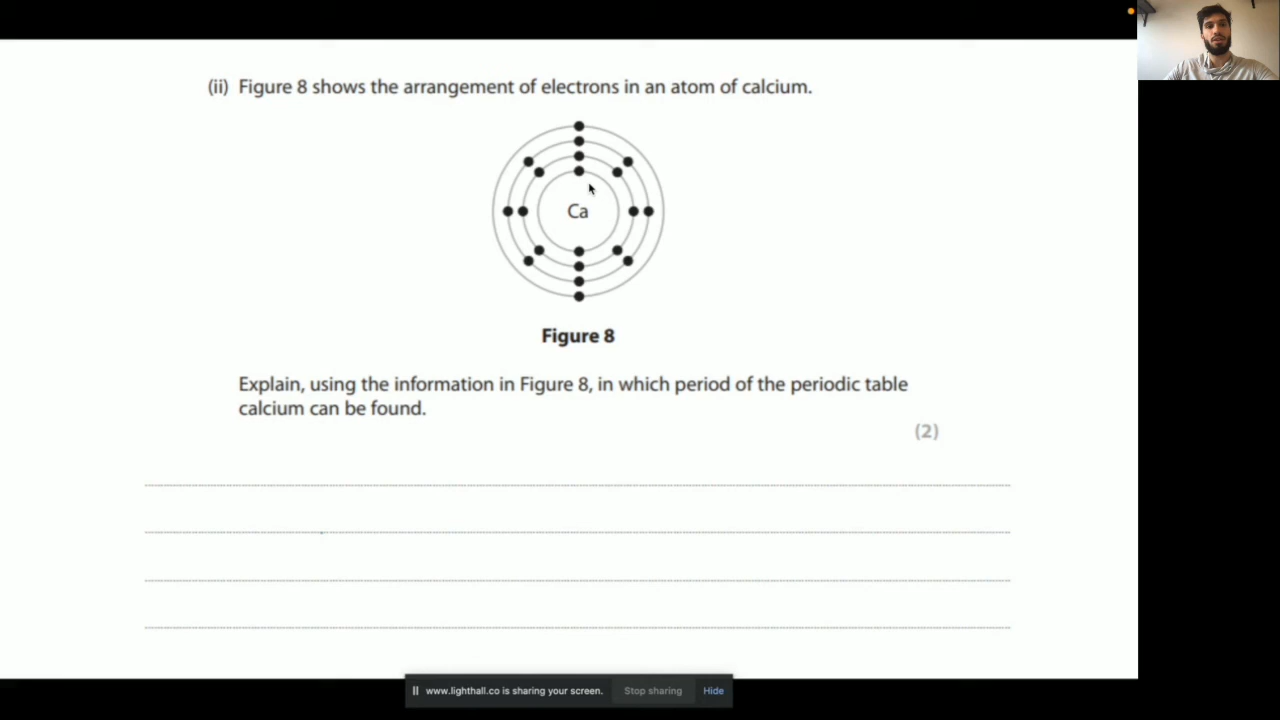 (ii) Figure 8 shows the arrangement of electrons in an atom of calcium.
Ca
Figure 8
Explain, using the information in Figure 8, in which period of the periodic table
calcium can be found.
(2)
www.lighthall.co is sharing your screen. Stop sharing Hide